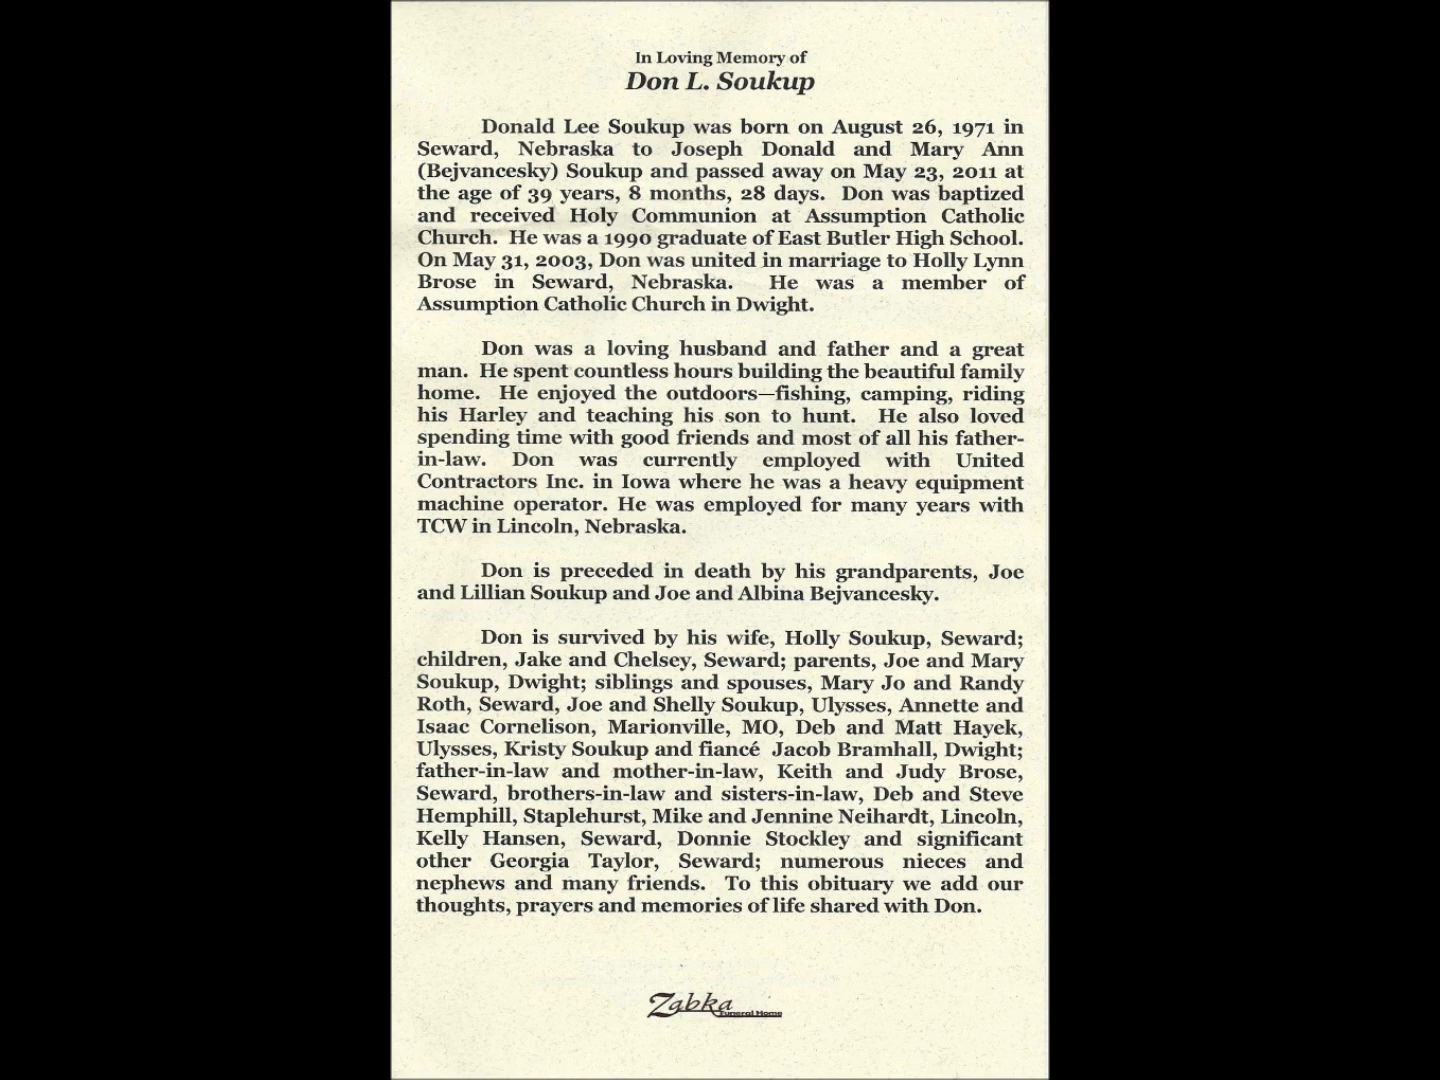 In Loving Memory of
Don L. Soukup
Donald Lee Soukup was born on August 26, 1971 in
Seward, Nebraska to Joseph Donald and Mary Ann
(Bejvancesky) Soukup and passed away on May 23, 2011 at
the age of 39 years, 8 months, 28 days. Don was baptized
and received Holy Communion at Assumption Catholic
Church. He was a 1990 graduate of East Butler High School.
On May 31, 2003, Don was united in marriage to Holly Lynn
Brose in Seward, Nebraska. He was a member of
Assumption Catholic Church in Dwight.
Don was a loving husband and father and a great
man. He spent countless hours building the beautiful family
home. He enjoyed the outdoors—fishing, camping, riding
his Harley and teaching his son to hunt. He also loved
spending time with good friends and most of all his father-
in-law. Don was currently employed with United
Contractors Inc. in Iowa where he was a heavy equipment
machine operator. He was employed for many years with
TCW in Lincoln, Nebraska.
Don is preceded in death by his grandparents, Joe
and Lillian Soukup and Joe and Albina Bejvancesky.
Don is survived by his wife, Holly Soukup, Seward;
children, Jake and Chelsey, Seward; parents, Joe and Mary
Soukup, Dwight; siblings and spouses, Mary Jo and Randy
Roth, Seward, Joe and Shelly Soukup, Ulysses, Annette and
Isaac Cornelison, Marionville, MO, Deb and Matt Hayek,
Ulysses, Kristy Soukup and fiancé Jacob Bramhall, Dwight;
father-in-law and mother-in-law, Keith and Judy Brose,
Seward, brothers-in-law and sisters-in-law, Deb and Steve
Hemphill, Staplehurst, Mike and Jennine Neihardt, Lincoln,
Kelly Hansen, Seward, Donnie Stockley and significant
other Georgia Taylor, Seward; numerous nieces and
nephews and many friends. To this obituary we add our
thoughts, prayers and memories of life shared with Don.
Zabka
Funeral Home